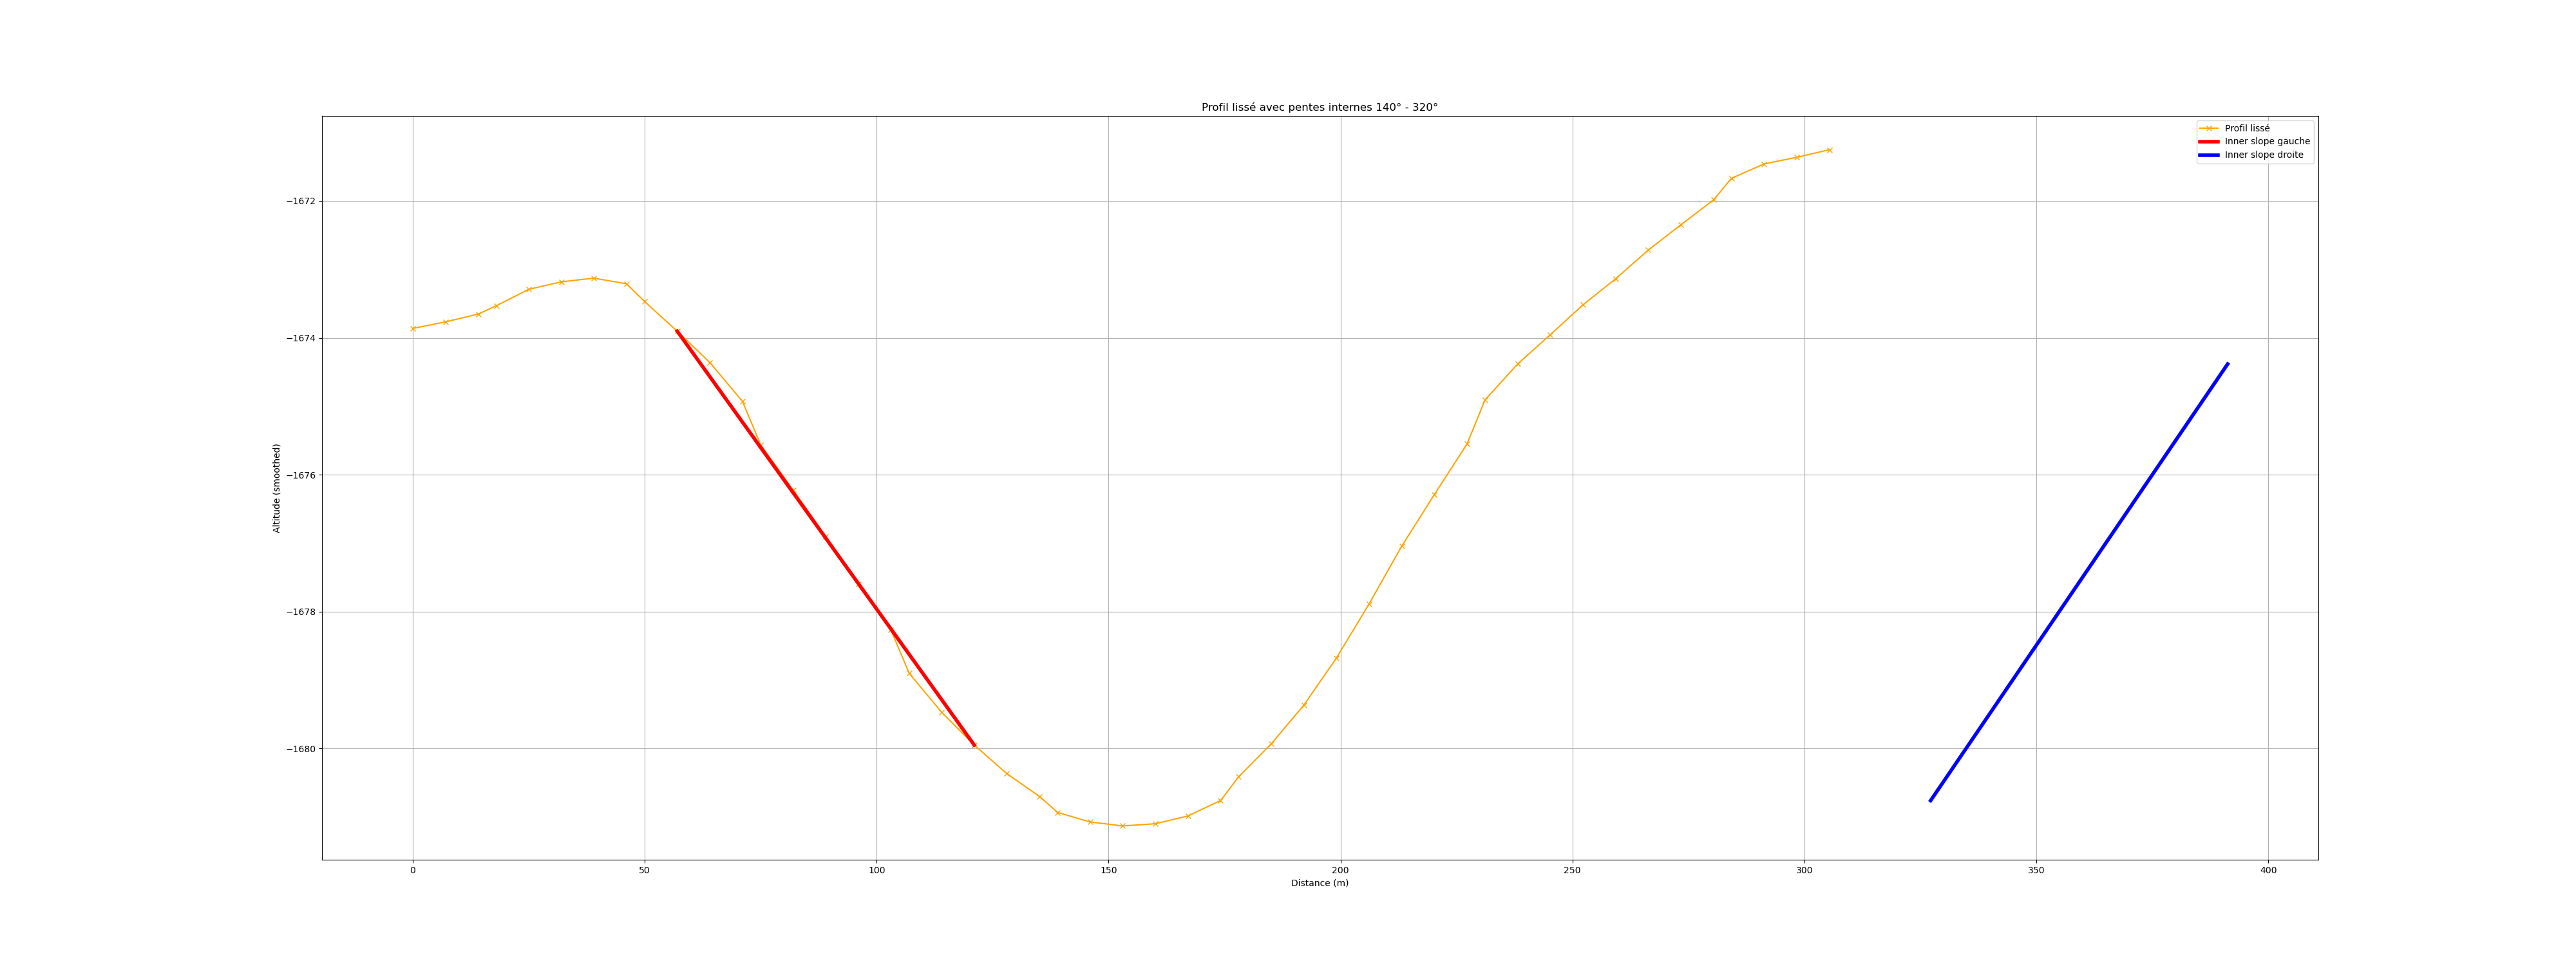 Profil lissé avec pentes internes 140° - 320°
Profil lissé
Inner slope gauche
Inner slope droite
Altitude (smoothed)
−1672
−1674
−1676
−1678
−1680
0 50 100 150 200 250 300 350 400
Distance (m)